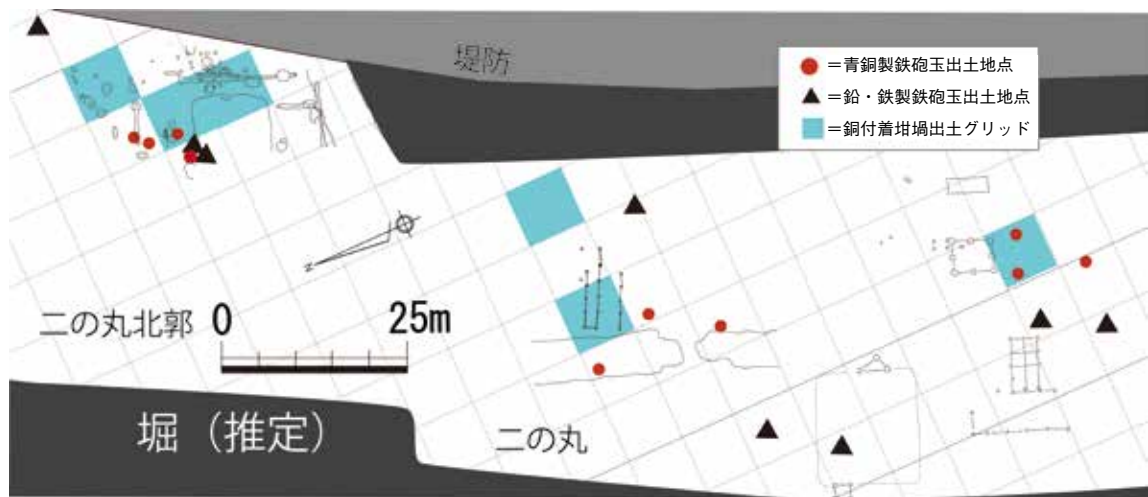 堤防
＝青銅製鉄砲玉出土地点
＝鉛・鉄製鉄砲玉出土地点
＝銅付着坩堝出土グリッド
N
二の丸北郭
0 25m
堀（推定）
二の丸